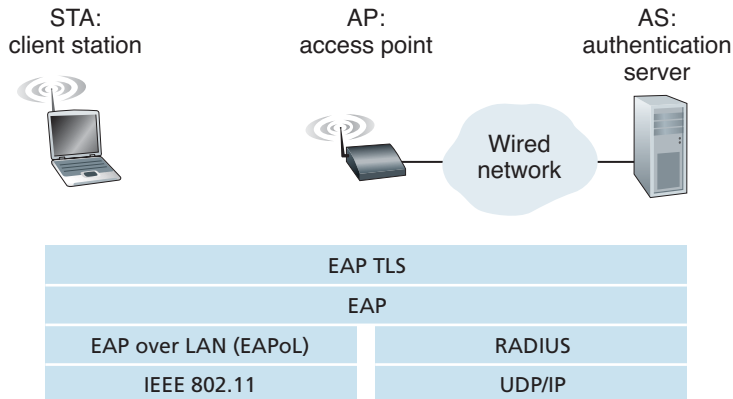 STA:
client station
AP:
access point
AS:
authentication
server
Wired
network
EAP TLS
EAP
EAP over LAN (EAPoL)
RADIUS
IEEE 802.11
UDP/IP